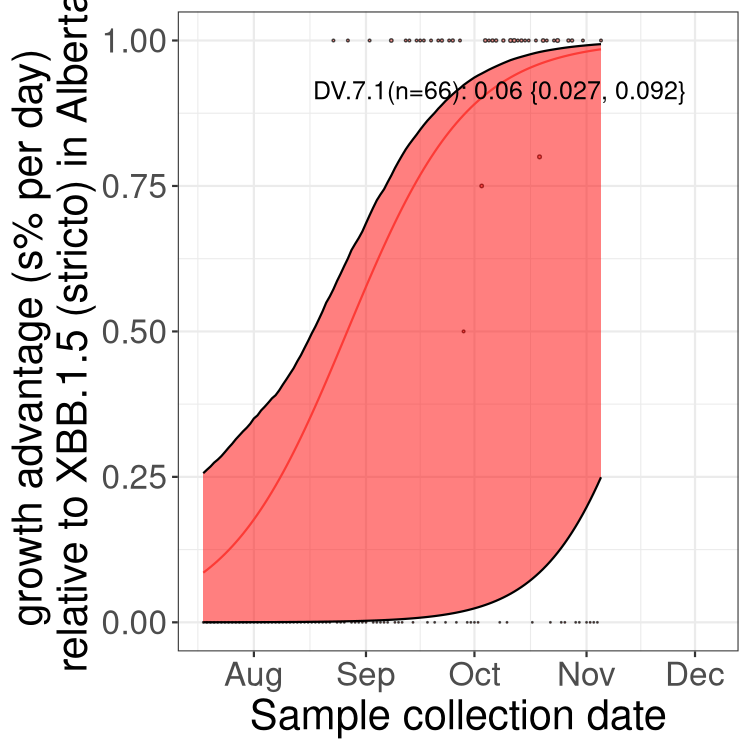 growth advantage (s% per day)
relative to XBB.1.5 (stricto) in Alberta
1.00
0.75
0.50
0.25
0.00
DV.7.1(n=66): 0.06 {0.027, 0.092}
Aug Sep Oct Nov Dec
Sample collection date